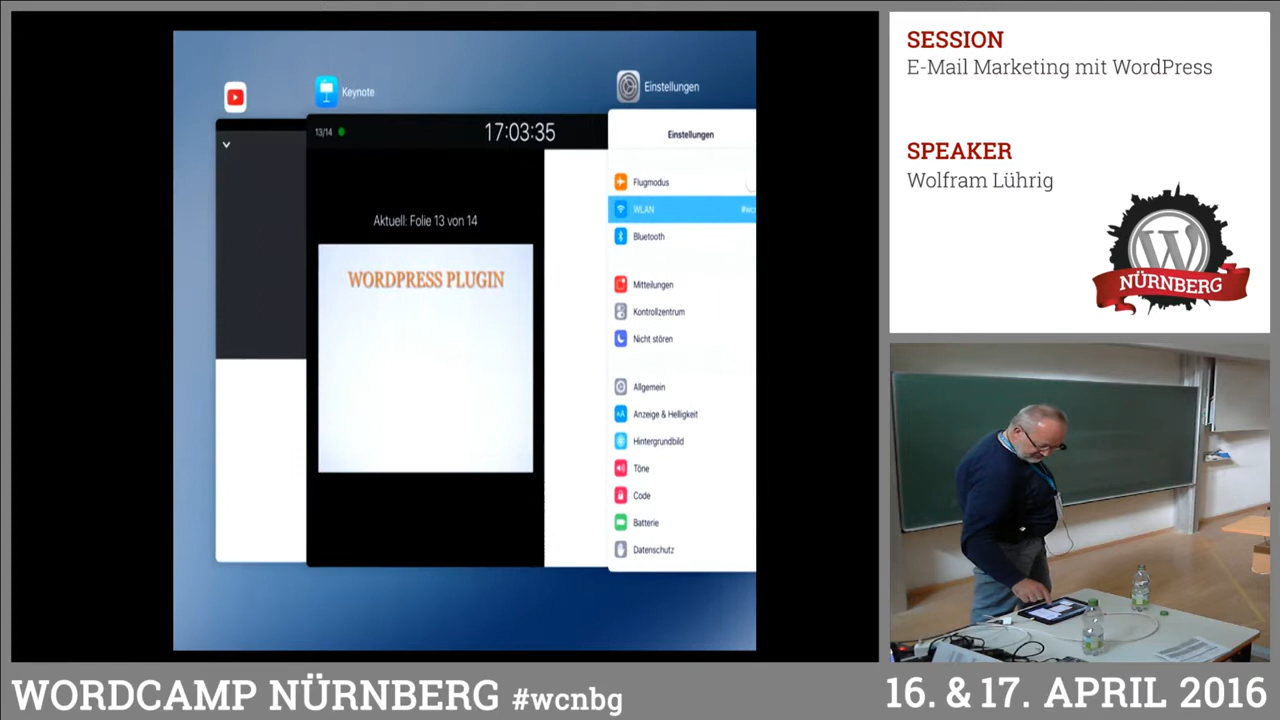 Keynote
Einstellungen
13/14
17:03:35
Aktuell: Folie 13 von 14
WORDPRESS PLUGIN
Einstellungen
Flugmodus
WLAN
Bluetooth
Mitteilungen
Kontrollzentrum
Nicht stören
Allgemein
Anzeige & Helligkeit
Hintergrundbild
Töne
Code
Batterie
Datenschutz
SESSION
E-Mail Marketing mit WordPress
SPEAKER
Wolfram Lührig
NÜRNBERG
WORDCAMP NÜRNBERG #wcnbg
16. & 17. APRIL 2016